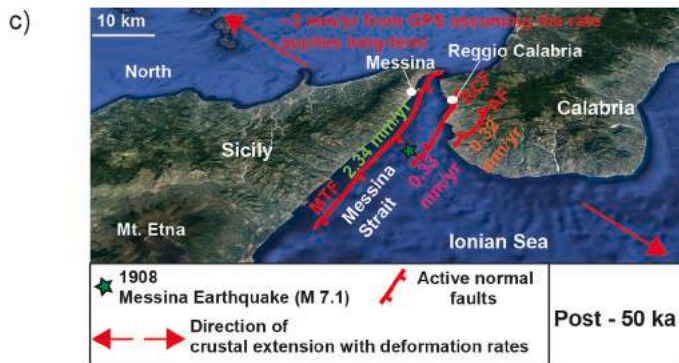 c)
10 km
~3 mm/yr from GPS assuming the rate
applies long-term
Reggio Calabria
North
Messina
RCF
AF
Calabria
Sicily
2.34 mm/yr
0.33
mm/yr
0.32
mm/yr
MTF
Messina
Strait
Mt. Etna
Ionian Sea
1908
Messina Earthquake (M 7.1)
Active normal
faults
Direction of
crustal extension with deformation rates
Post - 50 ka